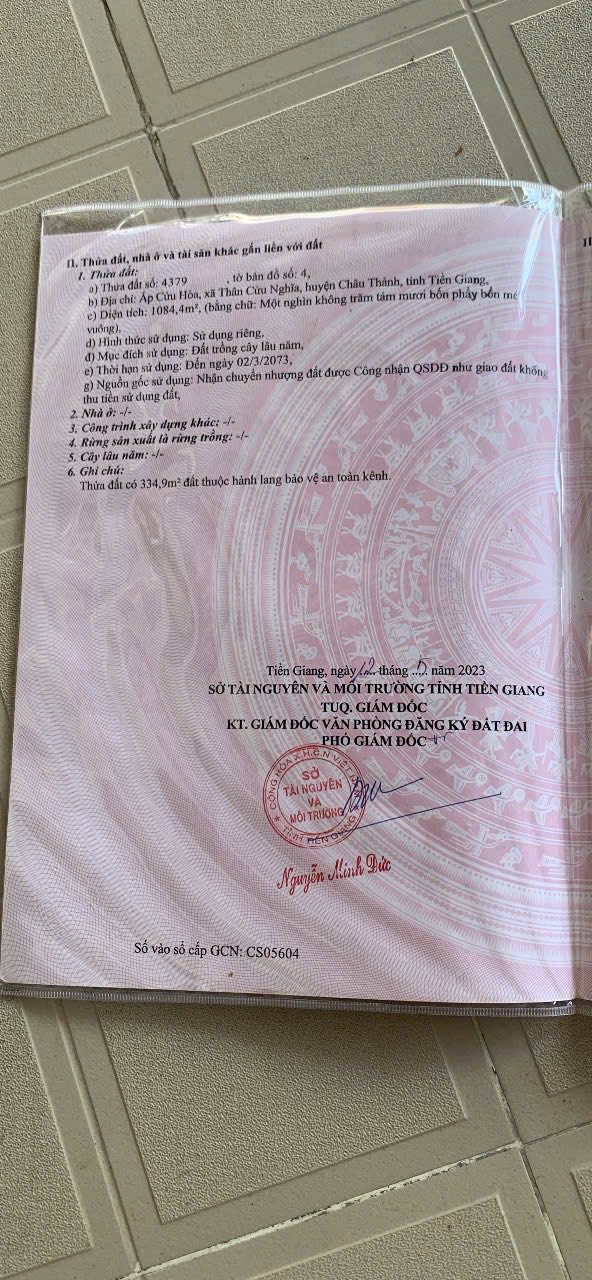 II. Thửa đất, nhà ở và tài sản khác gắn liền với đất
1. Thửa đất:
a) Thửa đất số: 4379 , tờ bản đồ số: 4,
b) Địa chỉ: Ấp Cửu Hòa, xã Thân Cửu Nghĩa, huyện Châu Thành, tỉnh Tiền Giang,
c) Diện tích: 1084,4m², (bằng chữ: Một nghìn không trăm tám mươi bốn phẩy bốn mét
vuông),
d) Hình thức sử dụng: Sử dụng riêng,
đ) Mục đích sử dụng: Đất trồng cây lâu năm,
e) Thời hạn sử dụng: Đến ngày 02/3/2073,
g) Nguồn gốc sử dụng: Nhận chuyển nhượng đất được Công nhận QSDĐ như giao đất không
thu tiền sử dụng đất,
2. Nhà ở: -/-
3. Công trình xây dựng khác: -/-
4. Rừng sản xuất là rừng trồng: -/-
5. Cây lâu năm: -/-
6. Ghi chú:
Thửa đất có 334,9m² đất thuộc hành lang bảo vệ an toàn kênh.
Tiền Giang, ngày 12 tháng 5 năm 2023
SỞ TÀI NGUYÊN VÀ MÔI TRƯỜNG TỈNH TIỀN GIANG
TUQ. GIÁM ĐỐC
KT. GIÁM ĐỐC VĂN PHÒNG ĐĂNG KÝ ĐẤT ĐAI
PHÓ GIÁM ĐỐC
CỘNG HÒA X.H.C.N VIỆT NAM
SỞ
TÀI NGUYÊN
VÀ
MÔI TRƯỜNG
TỈNH TIỀN GIANG
Nguyễn Minh Đức
Số vào sổ cấp GCN: CS05604